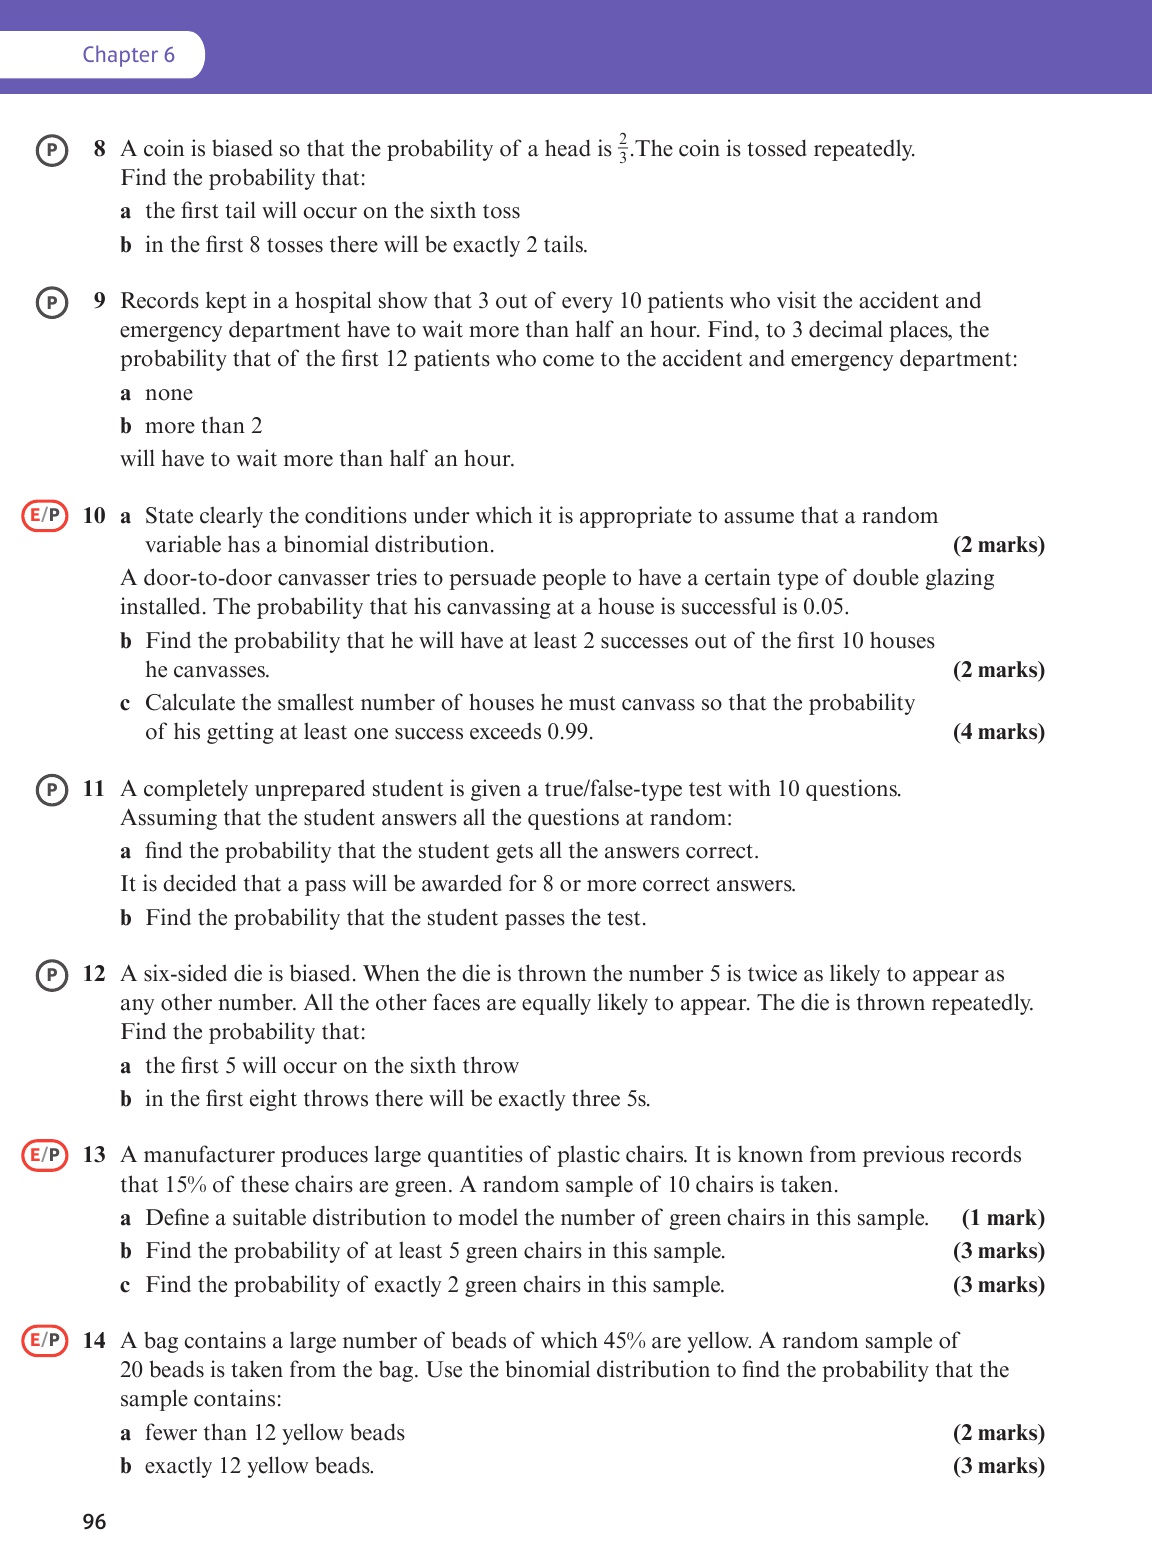 Chapter 6
P 8 A coin is biased so that the probability of a head is 2/3.The coin is tossed repeatedly.
Find the probability that:
a the first tail will occur on the sixth toss
b in the first 8 tosses there will be exactly 2 tails.
P 9 Records kept in a hospital show that 3 out of every 10 patients who visit the accident and
emergency department have to wait more than half an hour. Find, to 3 decimal places, the
probability that of the first 12 patients who come to the accident and emergency department:
a none
b more than 2
will have to wait more than half an hour.
E/P 10 a State clearly the conditions under which it is appropriate to assume that a random
variable has a binomial distribution. (2 marks)
A door-to-door canvasser tries to persuade people to have a certain type of double glazing
installed. The probability that his canvassing at a house is successful is 0.05.
b Find the probability that he will have at least 2 successes out of the first 10 houses
he canvasses. (2 marks)
c Calculate the smallest number of houses he must canvass so that the probability
of his getting at least one success exceeds 0.99. (4 marks)
P 11 A completely unprepared student is given a true/false-type test with 10 questions.
Assuming that the student answers all the questions at random:
a find the probability that the student gets all the answers correct.
It is decided that a pass will be awarded for 8 or more correct answers.
b Find the probability that the student passes the test.
P 12 A six-sided die is biased. When the die is thrown the number 5 is twice as likely to appear as
any other number. All the other faces are equally likely to appear. The die is thrown repeatedly.
Find the probability that:
a the first 5 will occur on the sixth throw
b in the first eight throws there will be exactly three 5s.
E/P 13 A manufacturer produces large quantities of plastic chairs. It is known from previous records
that 15% of these chairs are green. A random sample of 10 chairs is taken.
a Define a suitable distribution to model the number of green chairs in this sample. (1 mark)
b Find the probability of at least 5 green chairs in this sample. (3 marks)
c Find the probability of exactly 2 green chairs in this sample. (3 marks)
E/P 14 A bag contains a large number of beads of which 45% are yellow. A random sample of
20 beads is taken from the bag. Use the binomial distribution to find the probability that the
sample contains:
a fewer than 12 yellow beads (2 marks)
b exactly 12 yellow beads. (3 marks)
96